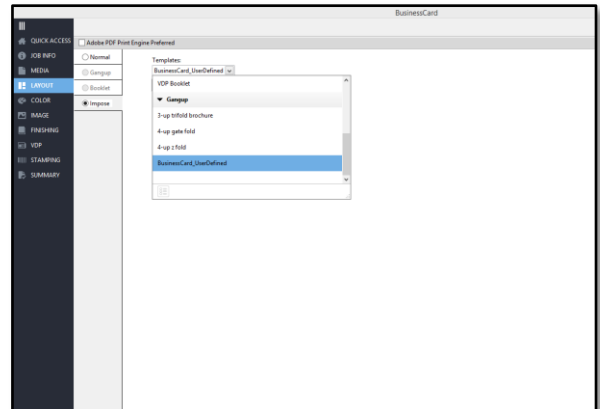 BusinessCard
QUICK ACCESS
JOB INFO
MEDIA
LAYOUT
COLOR
IMAGE
FINISHING
VDP
STAMPING
SUMMARY
Adobe PDF Print Engine Preferred
Normal
Gangup
Booklet
Impose
Templates:
BusinessCard_UserDefined
VDP Booklet
Gangup
3-up trifold brochure
4-up gate fold
4-up z fold
BusinessCard_UserDefined